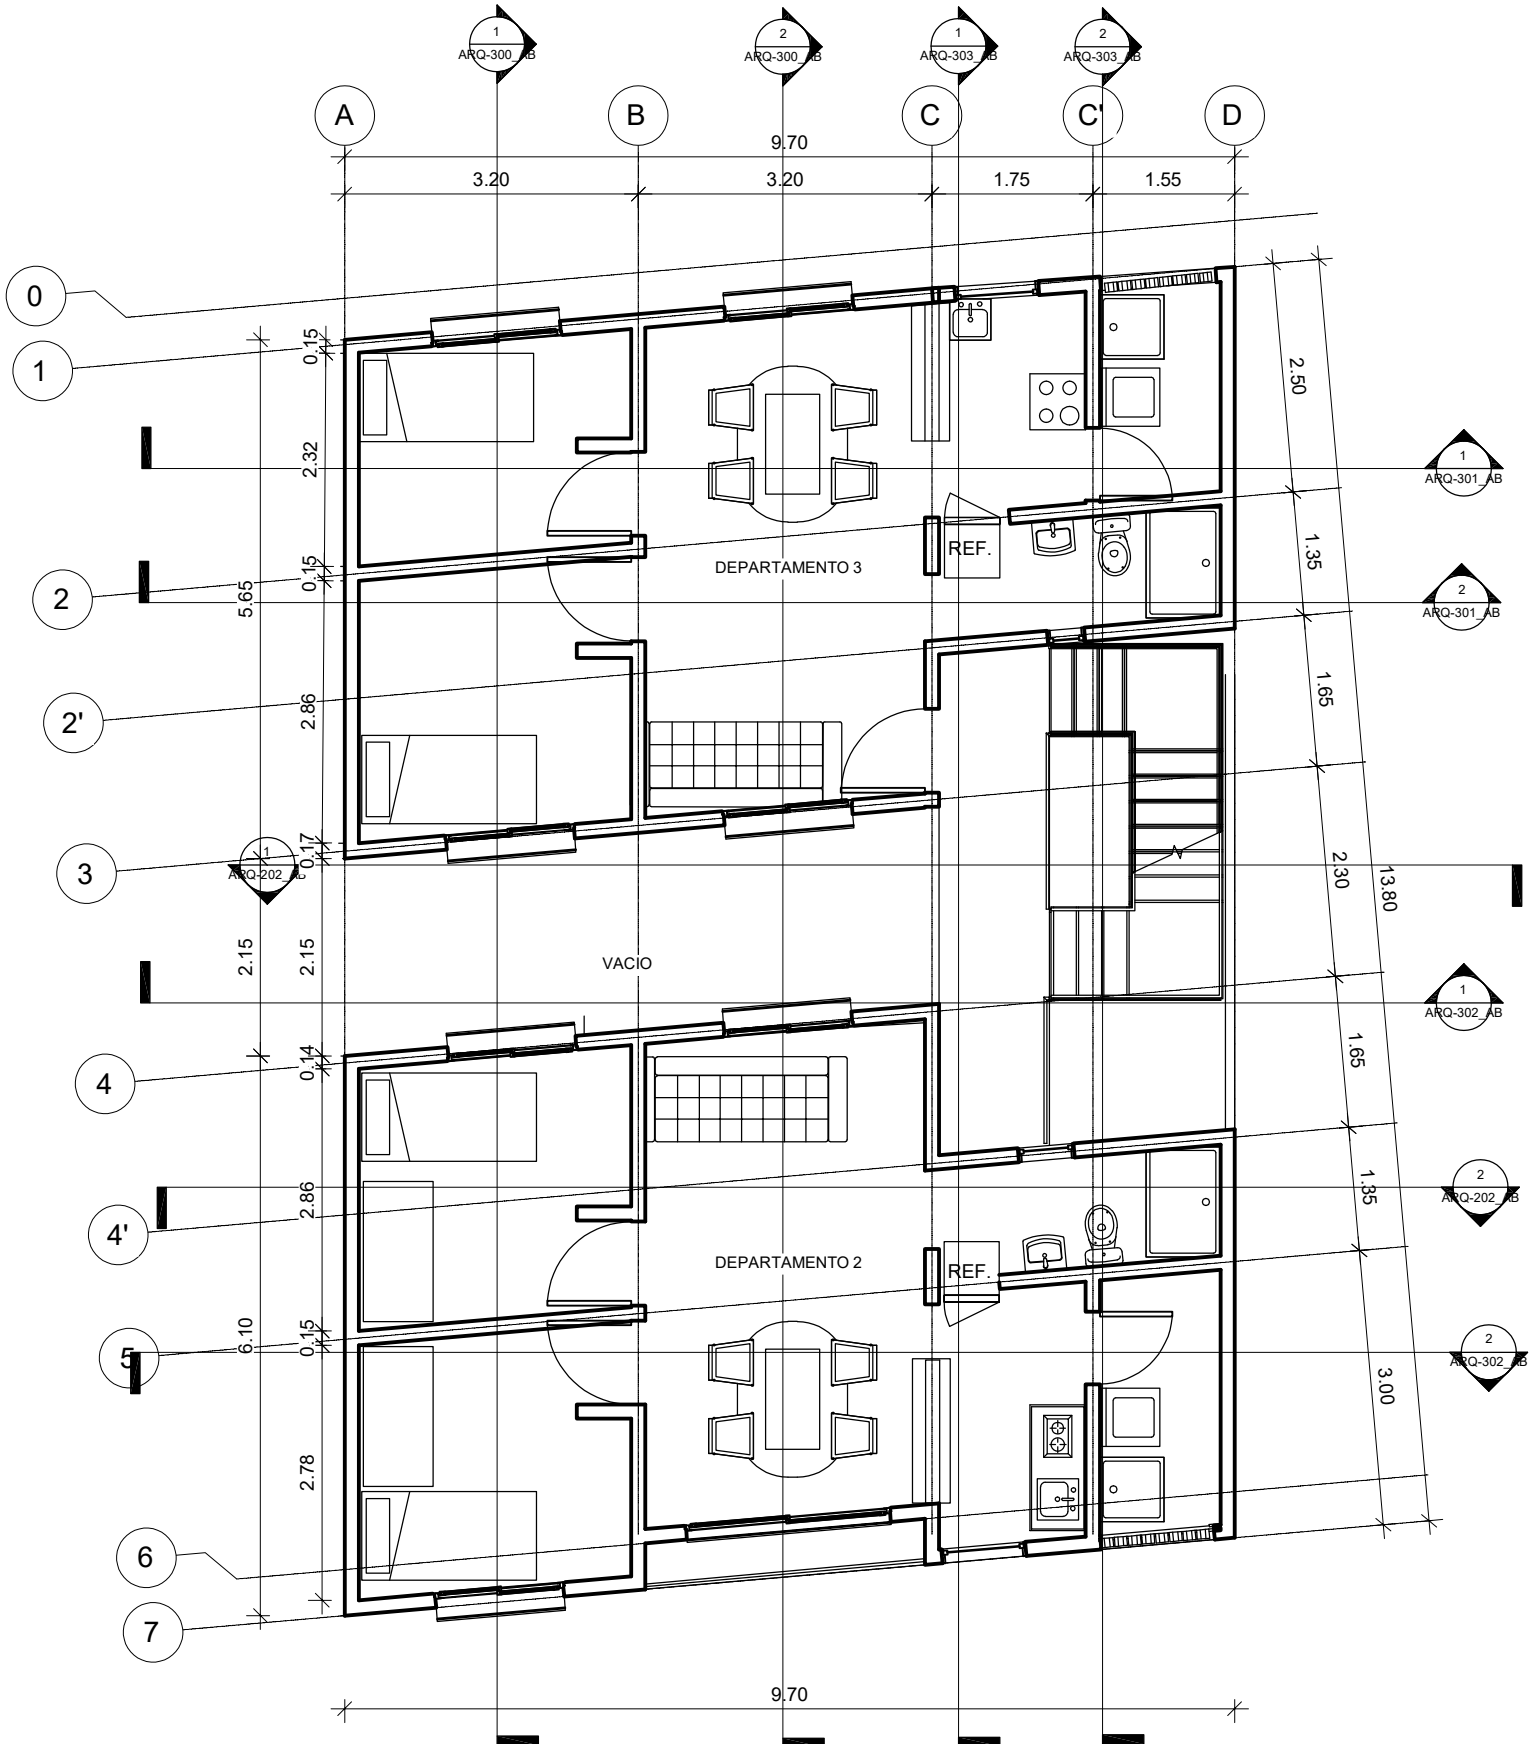 1
ARQ-300_AB
2
ARQ-300_AB
1
ARQ-303_AB
2
ARQ-303_AB
A
B
C
C'
D
9.70
3.20
3.20
1.75
1.55
0
1
2
2'
3
4
4'
5
6
7
0.15
2.32
0.15
5.65
2.86
0.17
2.15
2.15
0.14
2.86
0.15
6.10
2.78
2.50
1.35
1.65
2.30
13.80
1.65
1.35
3.00
1
ARQ-301_AB
2
ARQ-301_AB
1
ARQ-202_AB
1
ARQ-302_AB
2
ARQ-202_AB
2
ARQ-302_AB
REF.
DEPARTAMENTO 3
VACIO
DEPARTAMENTO 2
REF.
9.70